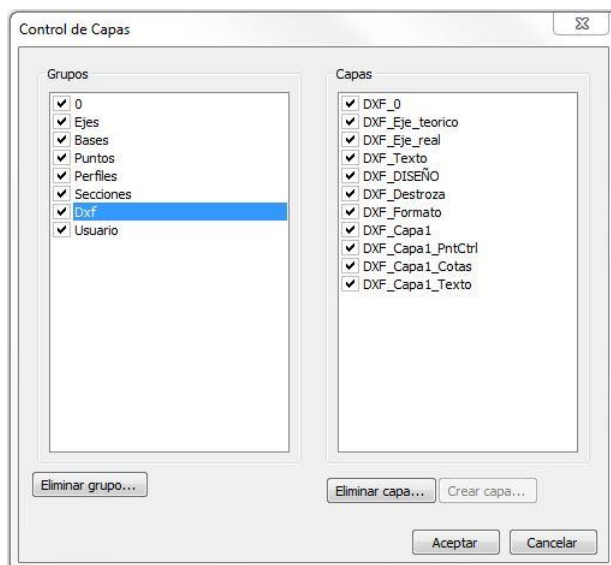 Control de Capas
Grupos
0
Ejes
Bases
Puntos
Perfiles
Secciones
Dxf
Usuario
Eliminar grupo...
Capas
DXF_0
DXF_Eje_teorico
DXF_Eje_real
DXF_Texto
DXF_DISEÑO
DXF_Destroza
DXF_Formato
DXF_Capa1
DXF_Capa1_PntCtrl
DXF_Capa1_Cotas
DXF_Capa1_Texto
Eliminar capa...
Crear capa...
Aceptar
Cancelar